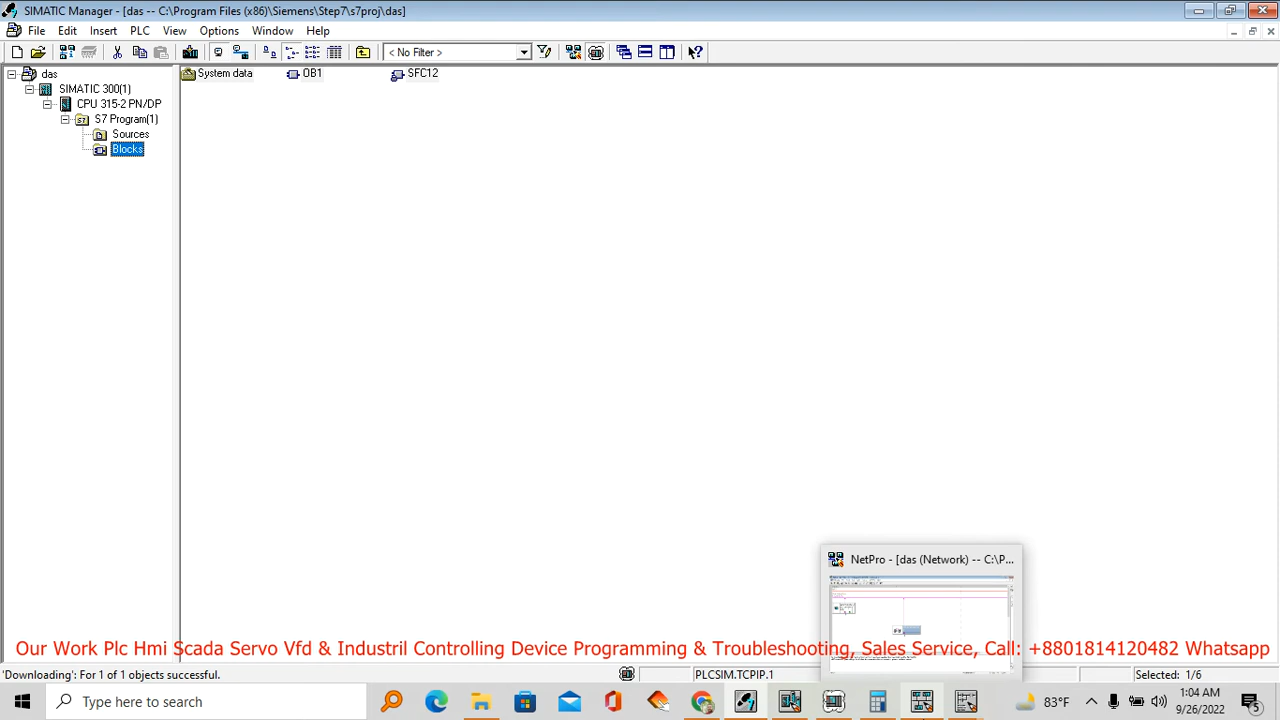 SIMATIC Manager - [das -- C:\Program Files (x86)\Siemens\Step7\s7proj\das]
File Edit Insert PLC View Options Window Help
< No Filter >
das
SIMATIC 300(1)
CPU 315-2 PN/DP
S7 Program(1)
Sources
Blocks
System data OB1 SFC12
NetPro - [das (Network) -- C:\P...
Our Work Plc Hmi Scada Servo Vfd & Industril Controlling Device Programming & Troubleshooting, Sales Service, Call: +8801814120482 Whatsapp
'Downloading': For 1 of 1 objects successful. PLCSIM.TCPIP.1 Selected: 1/6
Type here to search 83°F 1:04 AM
9/26/2022 5